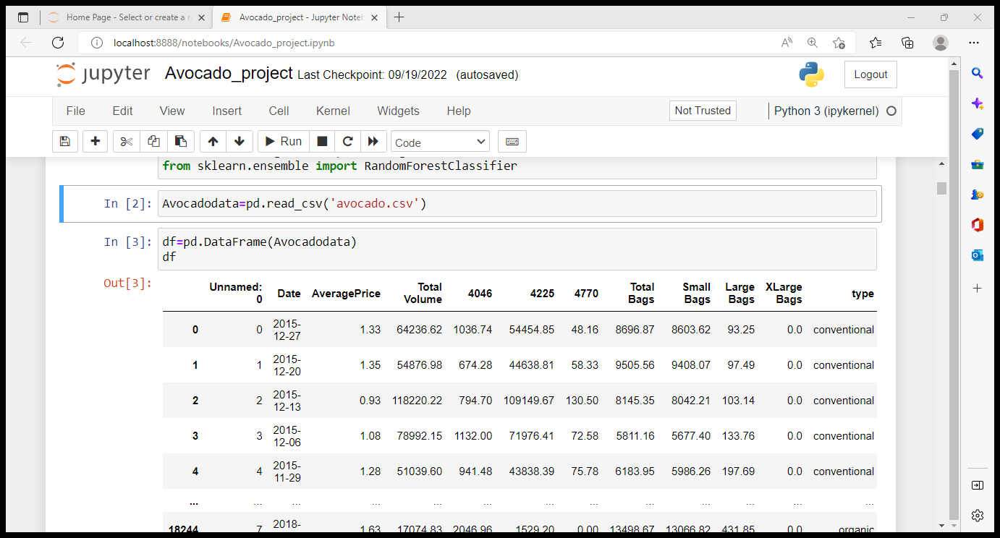 Home Page - Select or create a n
Avocado_project - Jupyter Noteb
localhost:8888/notebooks/Avocado_project.ipynb
jupyter Avocado_project Last Checkpoint: 09/19/2022 (autosaved) Logout
File Edit View Insert Cell Kernel Widgets Help Not Trusted Python 3 (ipykernel)
Run Code
from sklearn.ensemble import RandomForestClassifier
In [2]: Avocadodata=pd.read_csv('avocado.csv')
In [3]: df=pd.DataFrame(Avocadodata)
df
Out[3]:
Unnamed: 0 Date AveragePrice Total Volume 4046 4225 4770 Total Bags Small Bags Large Bags XLarge Bags type
0 0 2015-12-27 1.33 64236.62 1036.74 54454.85 48.16 8696.87 8603.62 93.25 0.0 conventional
1 1 2015-12-20 1.35 54876.98 674.28 44638.81 58.33 9505.56 9408.07 97.49 0.0 conventional
2 2 2015-12-13 0.93 118220.22 794.70 109149.67 130.50 8145.35 8042.21 103.14 0.0 conventional
3 3 2015-12-06 1.08 78992.15 1132.00 71976.41 72.58 5811.16 5677.40 133.76 0.0 conventional
4 4 2015-11-29 1.28 51039.60 941.48 43838.39 75.78 6183.95 5986.26 197.69 0.0 conventional
... ... ... ... ... ... ... ... ... ... ... ... ...
18244 7 2018- 1.63 17074.83 2046.96 1529.20 0.00 13498.67 13066.82 431.85 0.0 organic